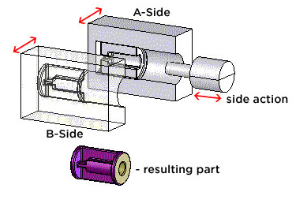 A-Side
side action
B-Side
- resulting part